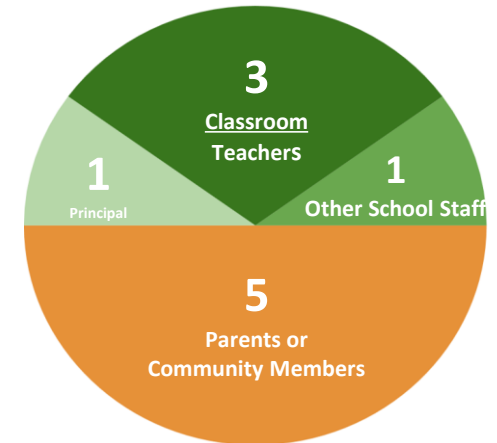 3
Classroom
Teachers
1
Principal
1
Other School Staff
5
Parents or
Community Members